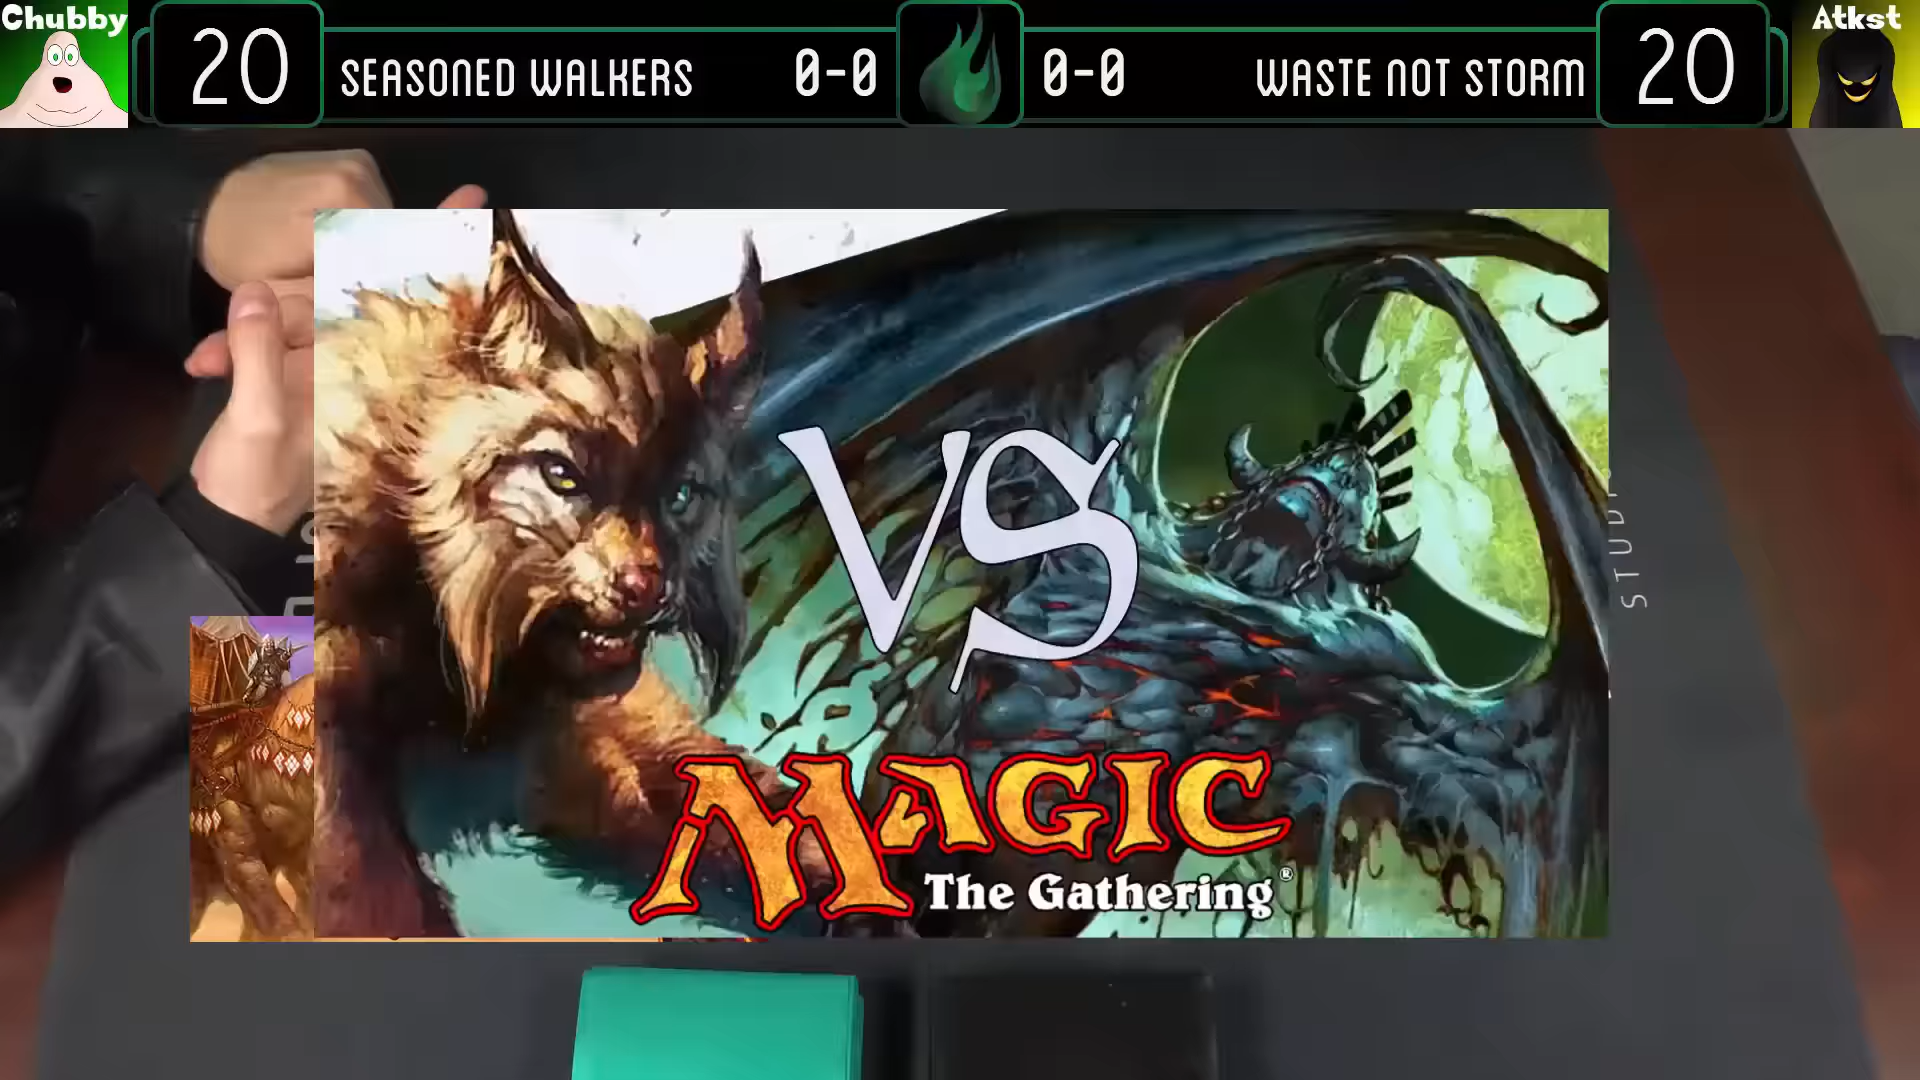 Chubby
20
SEASONED WALKERS
0-0
0-0
WASTE NOT STORM
20
Atkst
VS
MAGIC
The Gathering®